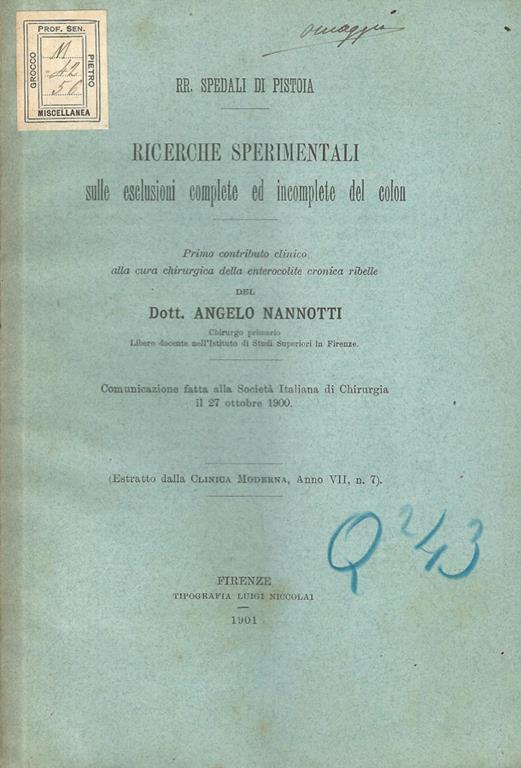 PROF. SEN.
GROCCO
PIETRO
M
42
56
MISCELLANEA
omaggio
RR. SPEDALI DI PISTOIA
RICERCHE SPERIMENTALI
sulle esclusioni complete ed incomplete del colon
Primo contributo clinico
alla cura chirurgica della enterocolite cronica ribelle
DEL
Dott. ANGELO NANNOTTI
Chirurgo primario
Libero docente nell'Istituto di Studi Superiori in Firenze.
Comunicazione fatta alla Società Italiana di Chirurgia
il 27 ottobre 1900.
(Estratto dalla CLINICA MODERNA, Anno VII, n. 7).
Q 2/43
FIRENZE
TIPOGRAFIA LUIGI NICCOLAI
1901